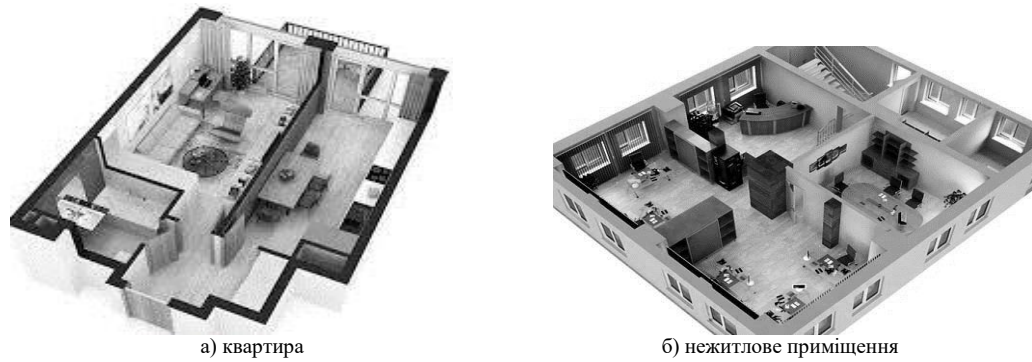 а) квартира
б) нежитлове приміщення